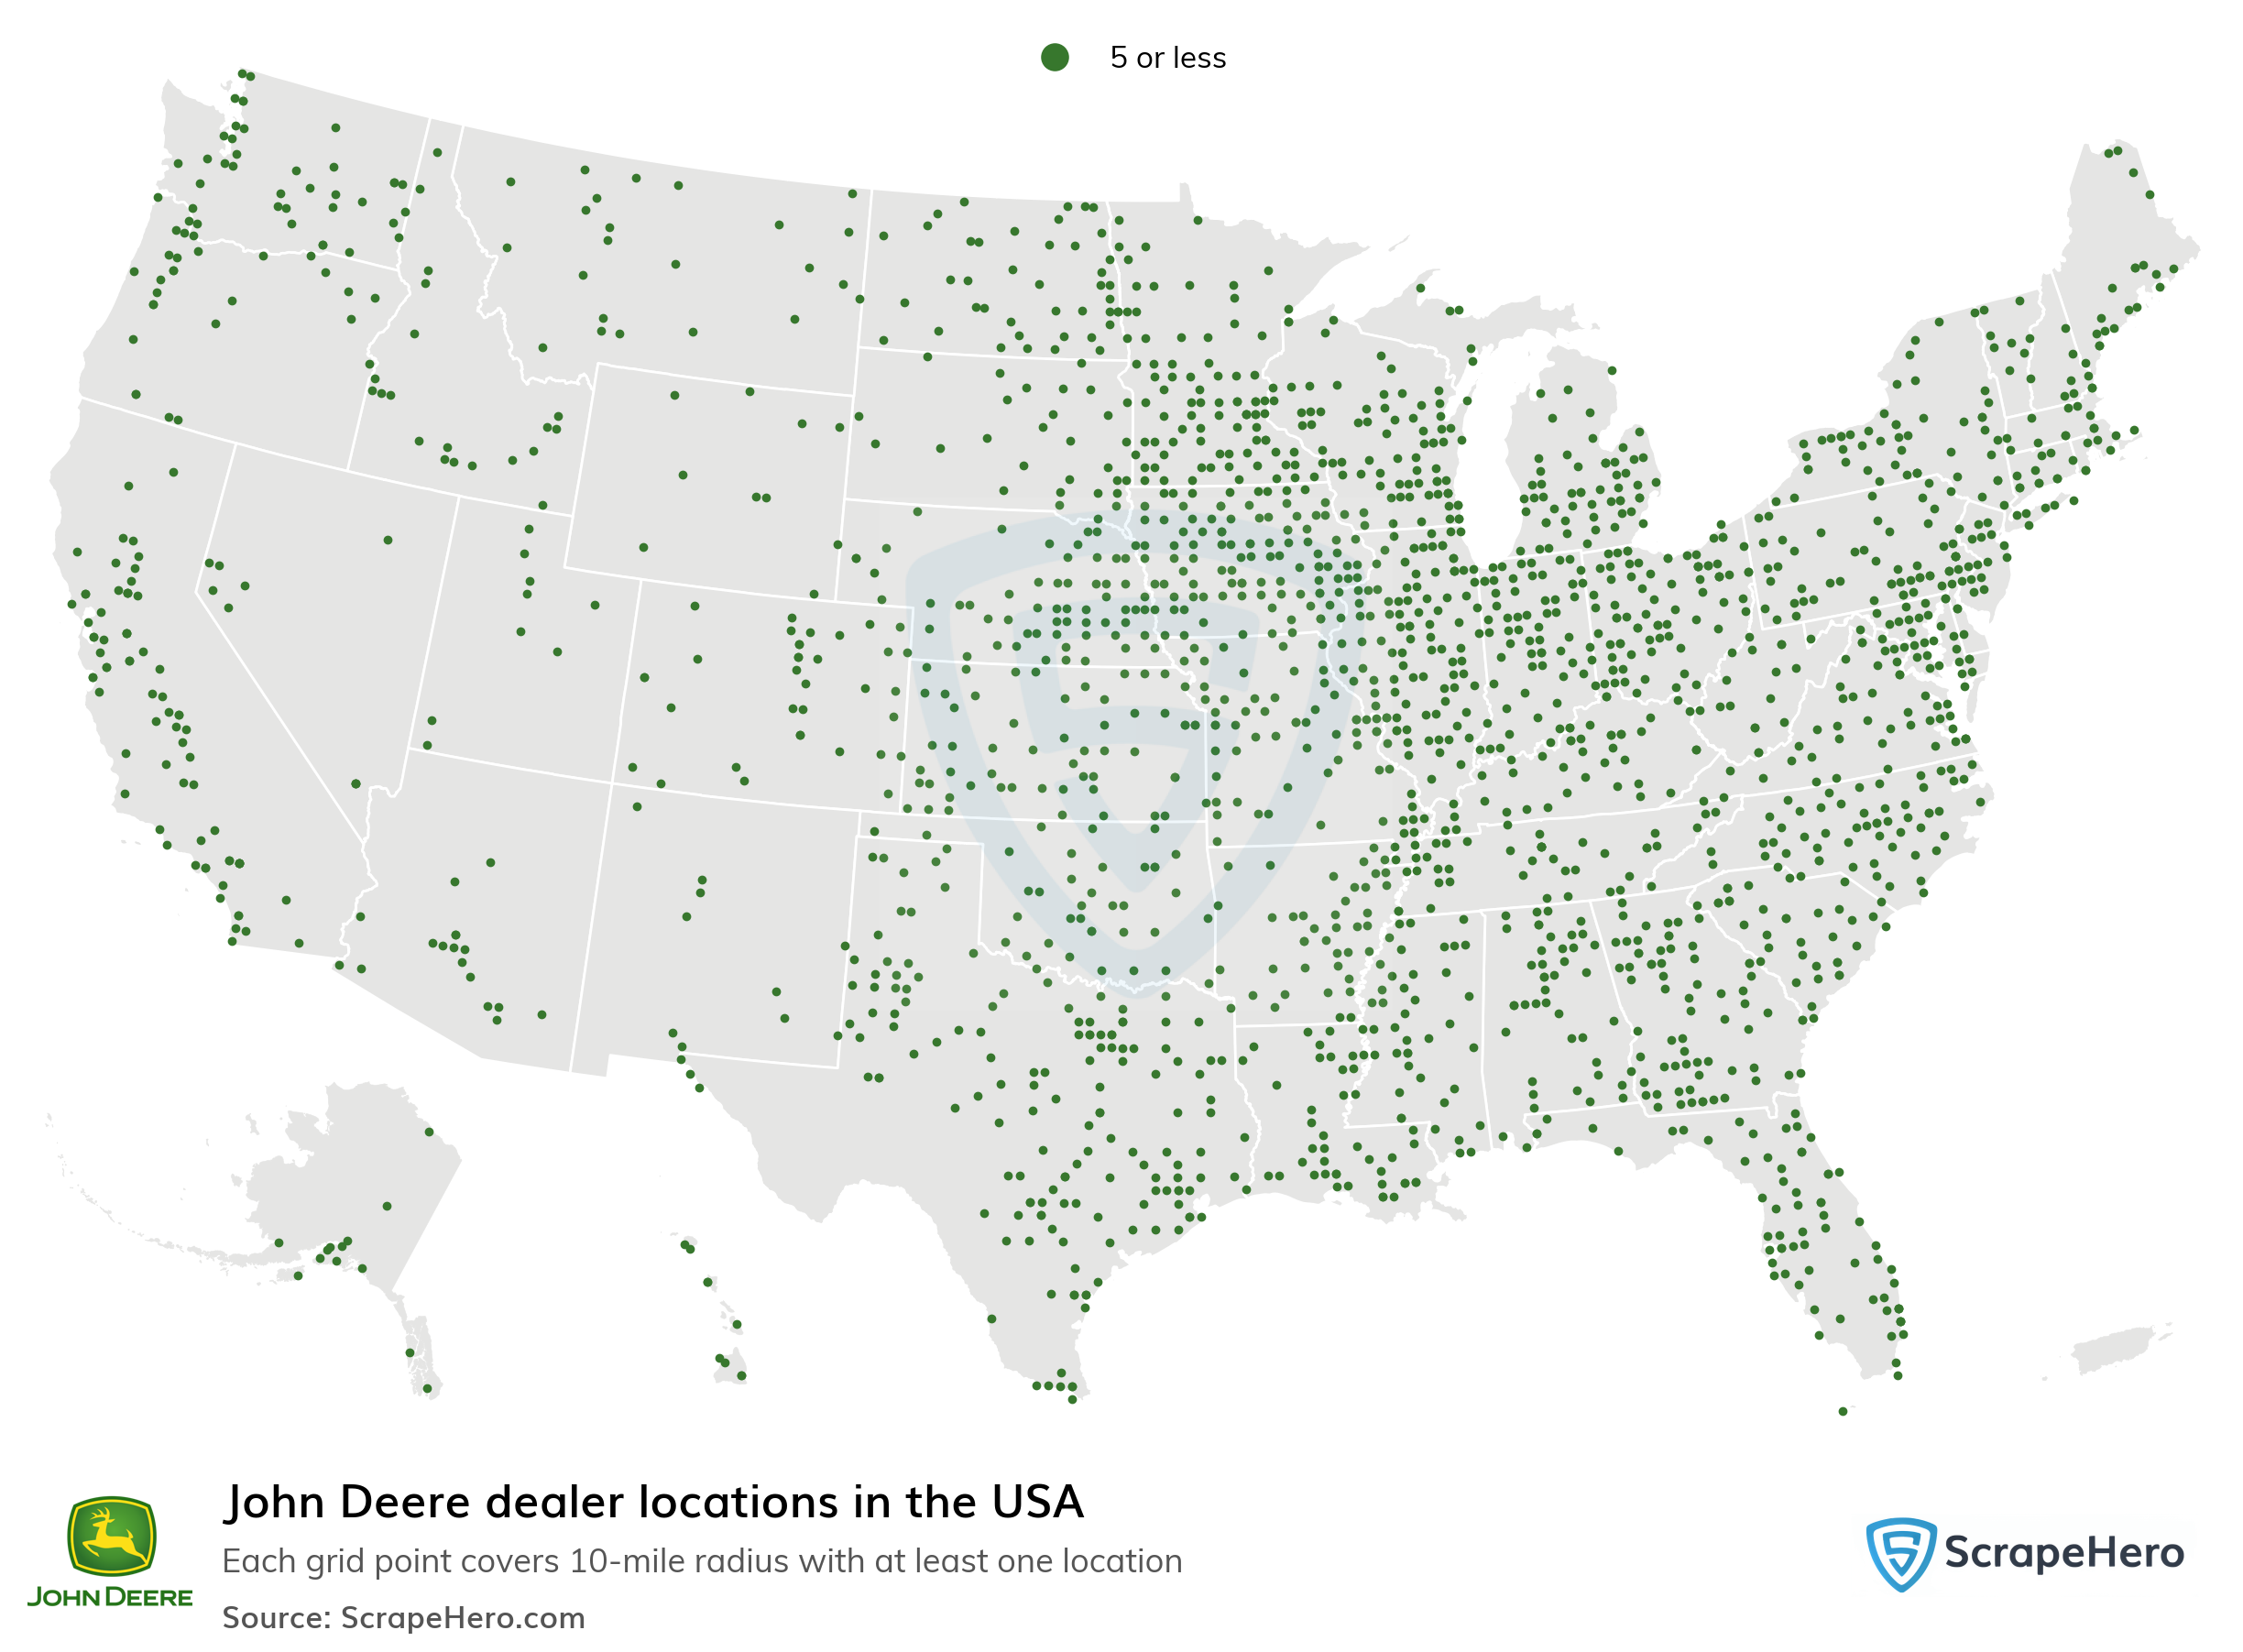 5 or less
John Deere dealer locations in the USA
Each grid point covers 10-mile radius with at least one location
Source: ScrapeHero.com
JOHN DEERE
ScrapeHero